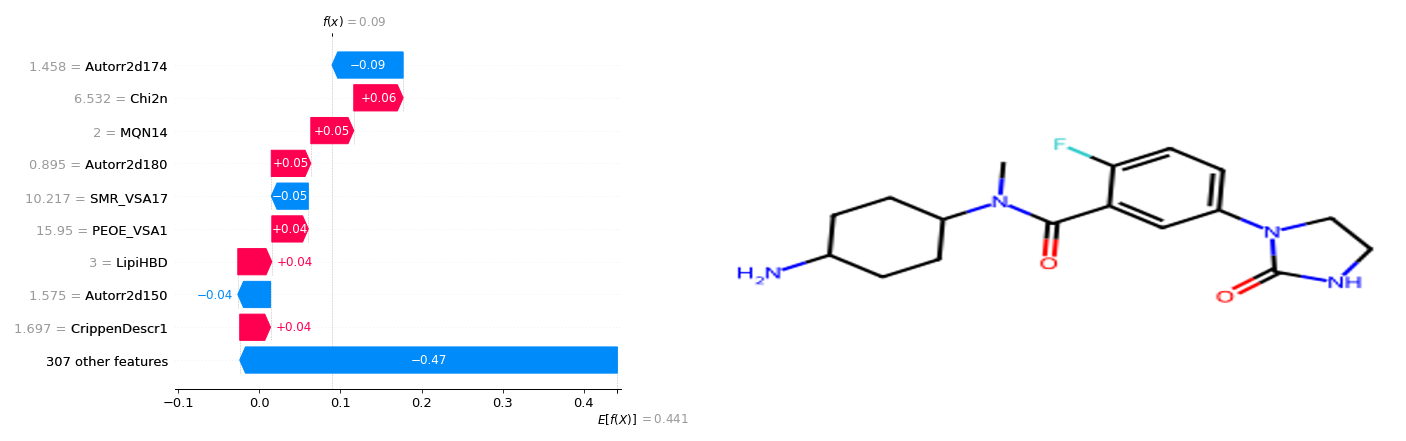 f(x) = 0.09
1.458 = Autorr2d174
−0.09
6.532 = Chi2n
+0.06
2 = MQN14
+0.05
0.895 = Autorr2d180
+0.05
10.217 = SMR_VSA17
−0.05
15.95 = PEOE_VSA1
+0.04
3 = LipiHBD
+0.04
1.575 = Autorr2d150
−0.04
1.697 = CrippenDescr1
+0.04
307 other features
−0.47
−0.1 0.0 0.1 0.2 0.3 0.4
E[f(X)] = 0.441
F
N
O
H₂N
N
O
NH